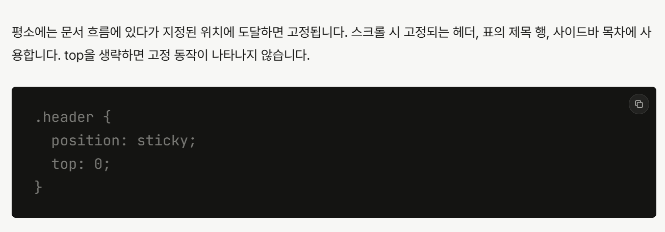 평소에는 문서 흐름에 있다가 지정된 위치에 도달하면 고정됩니다. 스크롤 시 고정되는 헤더, 표의 제목 행, 사이드바 목차에 사
용합니다. top을 생략하면 고정 동작이 나타나지 않습니다.
.header {
  position: sticky;
  top: 0;
}